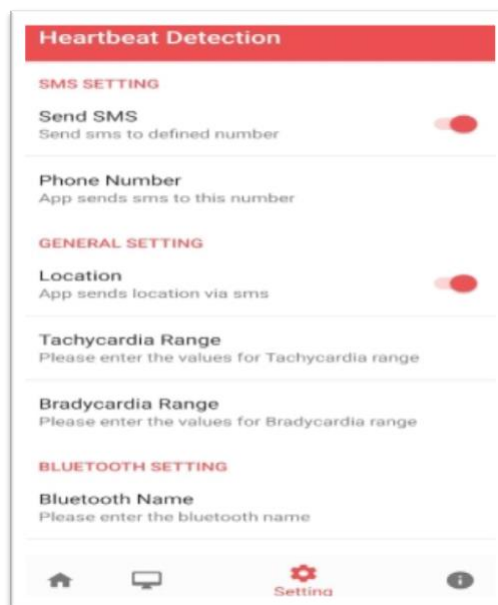 Heartbeat Detection
SMS SETTING
Send SMS
Send sms to defined number
Phone Number
App sends sms to this number
GENERAL SETTING
Location
App sends location via sms
Tachycardia Range
Please enter the values for Tachycardia range
Bradycardia Range
Please enter the values for Bradycardia range
BLUETOOTH SETTING
Bluetooth Name
Please enter the bluetooth name
Setting